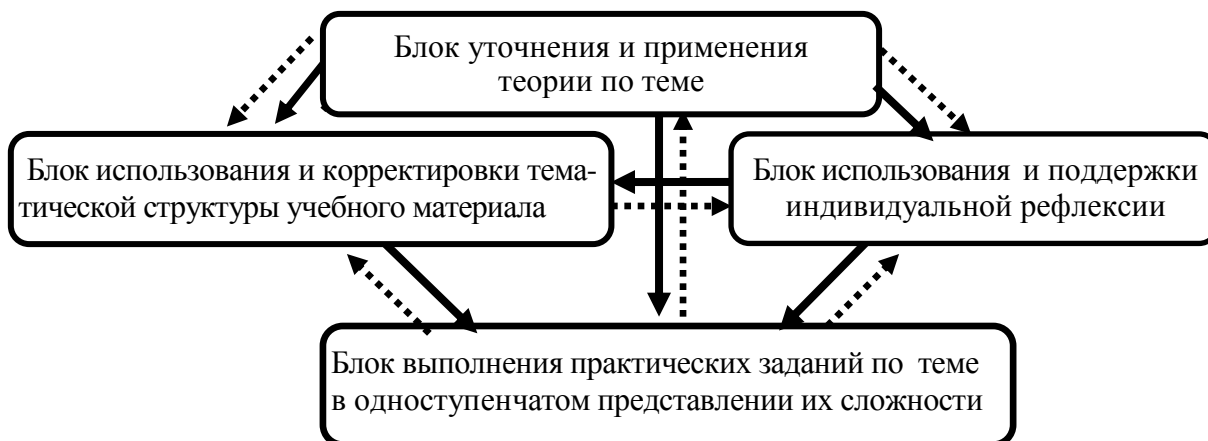 Блок уточнения и применения
теории по теме
Блок использования и корректировки тема-
тической структуры учебного материала
Блок использования и поддержки
индивидуальной рефлексии
Блок выполнения практических заданий по теме
в одноступенчатом представлении их сложности